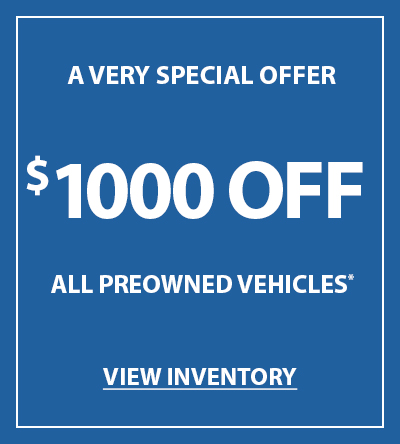 A VERY SPECIAL OFFER
$1000 OFF
ALL PREOWNED VEHICLES*
VIEW INVENTORY